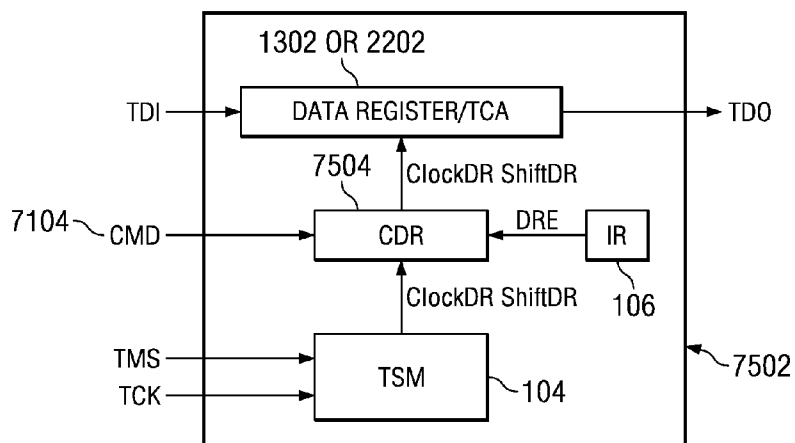 1302 OR 2202
TDI
DATA REGISTER/TCA
TDO
7504
ClockDR ShiftDR
7104
CMD
CDR
DRE
IR
106
ClockDR ShiftDR
TMS
TCK
TSM
104
7502